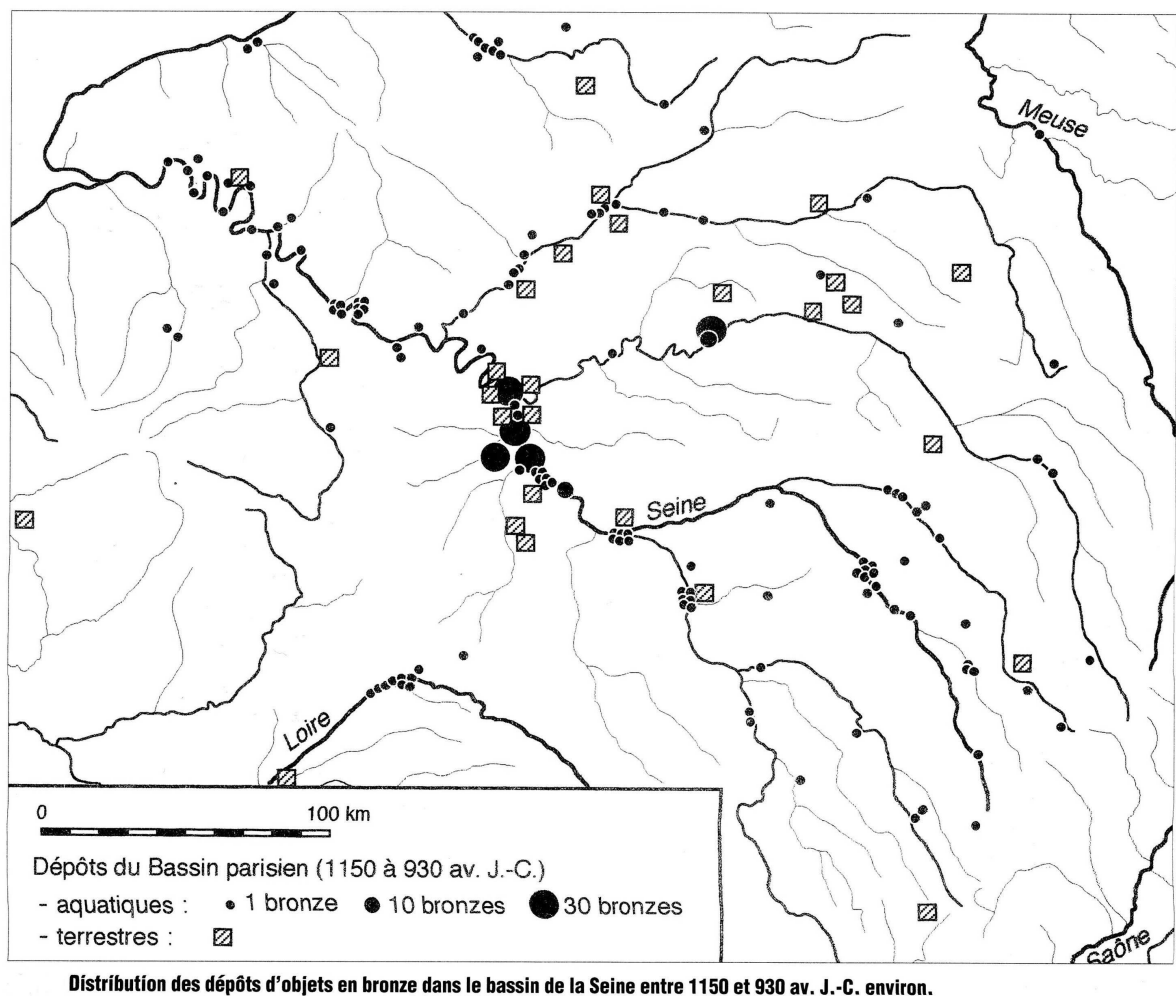 Meuse
Seine
Loire
Saône
0 100 km
Dépôts du Bassin parisien (1150 à 930 av. J.-C.)
- aquatiques : 1 bronze 10 bronzes 30 bronzes
- terrestres :
Distribution des dépôts d'objets en bronze dans le bassin de la Seine entre 1150 et 930 av. J.-C. environ.